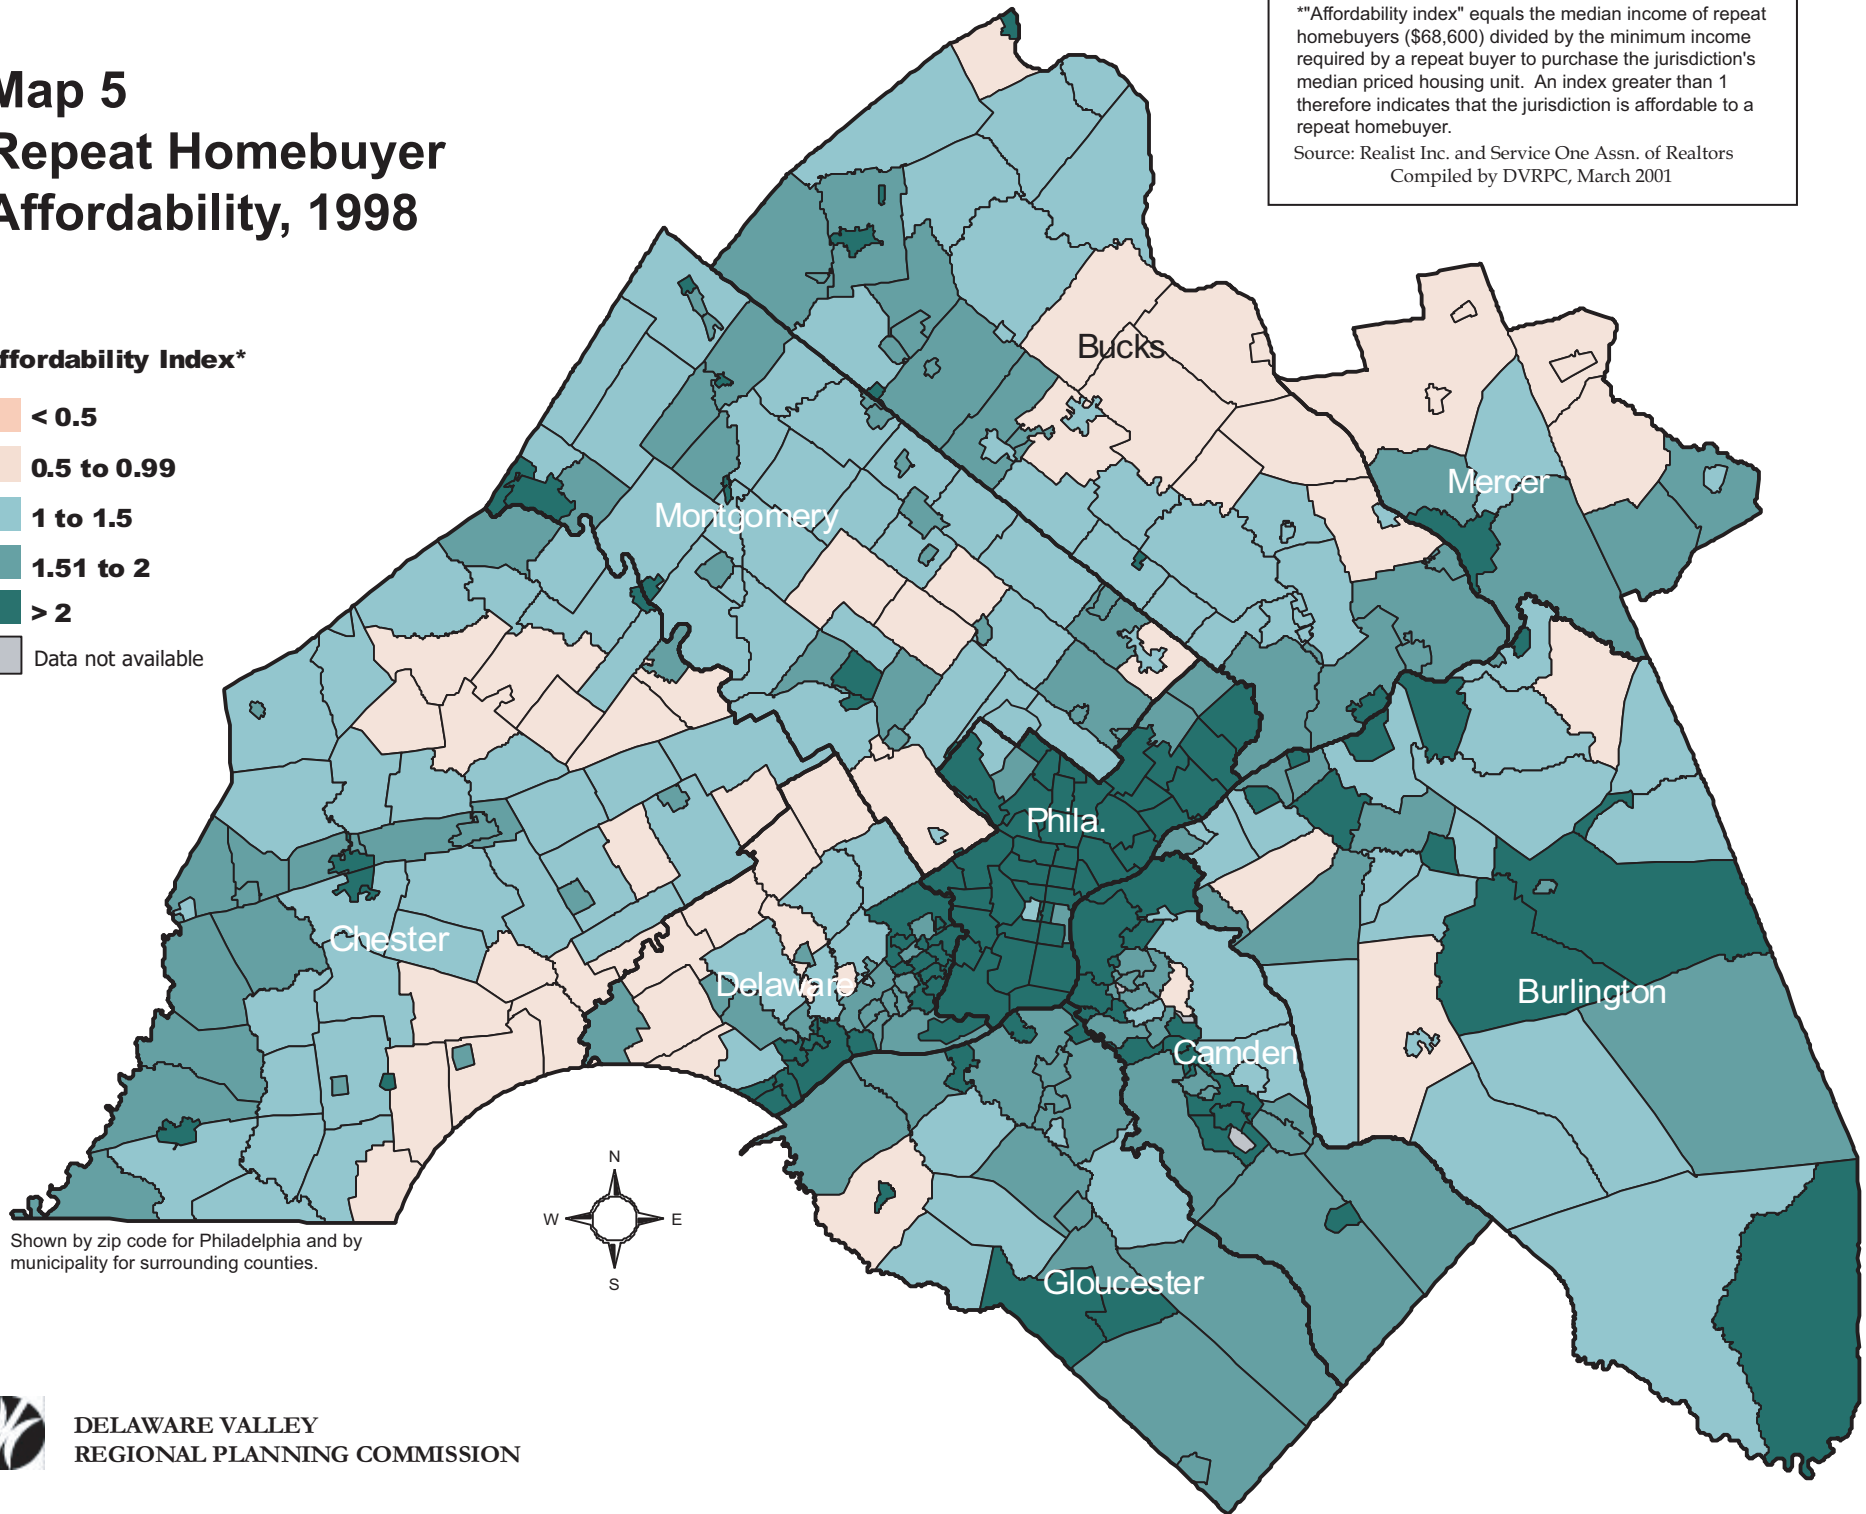 Map 5
Repeat Homebuyer
Affordability, 1998
*"Affordability index" equals the median income of repeat
homebuyers ($68,600) divided by the minimum income
required by a repeat buyer to purchase the jurisdiction's
median priced housing unit. An index greater than 1
therefore indicates that the jurisdiction is affordable to a
repeat homebuyer.
Source: Realist Inc. and Service One Assn. of Realtors
Compiled by DVRPC, March 2001
ffordability Index*
< 0.5
0.5 to 0.99
1 to 1.5
1.51 to 2
> 2
Data not available
Bucks
Mercer
Montgomery
Phila.
Chester
Delaware
Burlington
Camden
Gloucester
N
W
E
S
Shown by zip code for Philadelphia and by
municipality for surrounding counties.
DELAWARE VALLEY
REGIONAL PLANNING COMMISSION